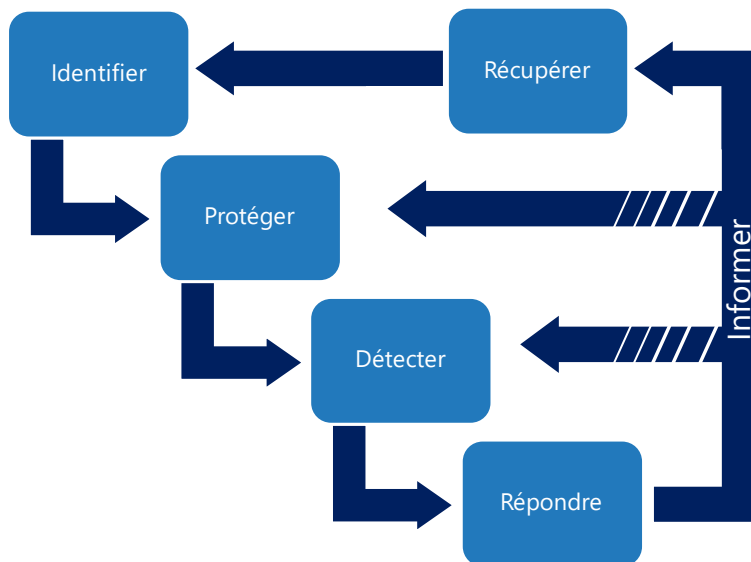 Identifier
Récupérer
Protéger
Informer
Détecter
Répondre